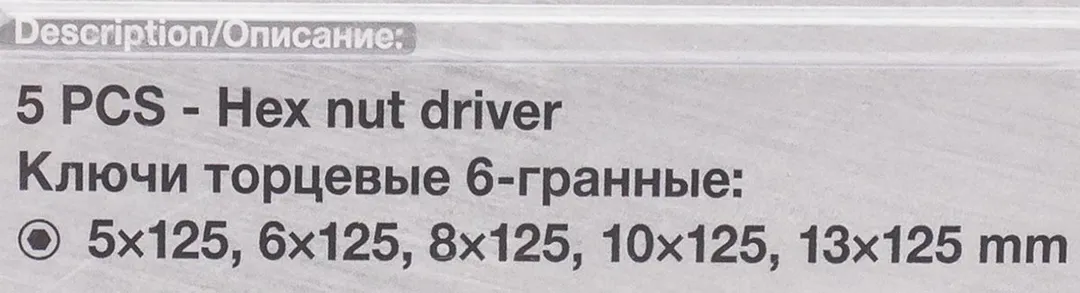 Description/Описание:
5 PCS - Hex nut driver
Ключи торцевые 6-гранные:
5×125, 6×125, 8×125, 10×125, 13×125 mm